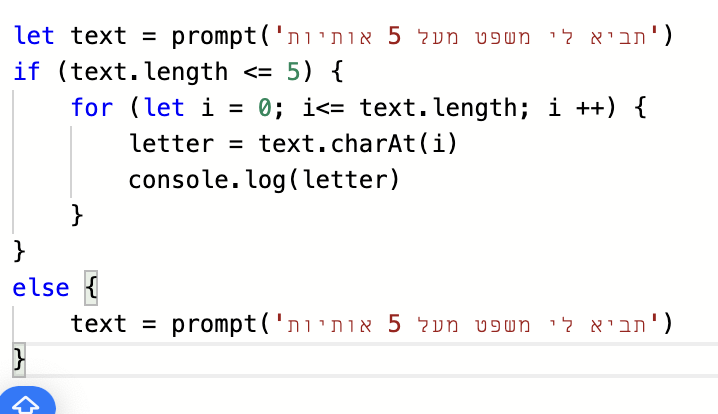 let text = prompt('תביא לי משפט מעל 5 אותיות')
if (text.length <= 5) {
for (let i = 0; i<= text.length; i ++) {
letter = text.charAt(i)
console.log(letter)
}
}
else {
text = prompt('תביא לי משפט מעל 5 אותיות')
}